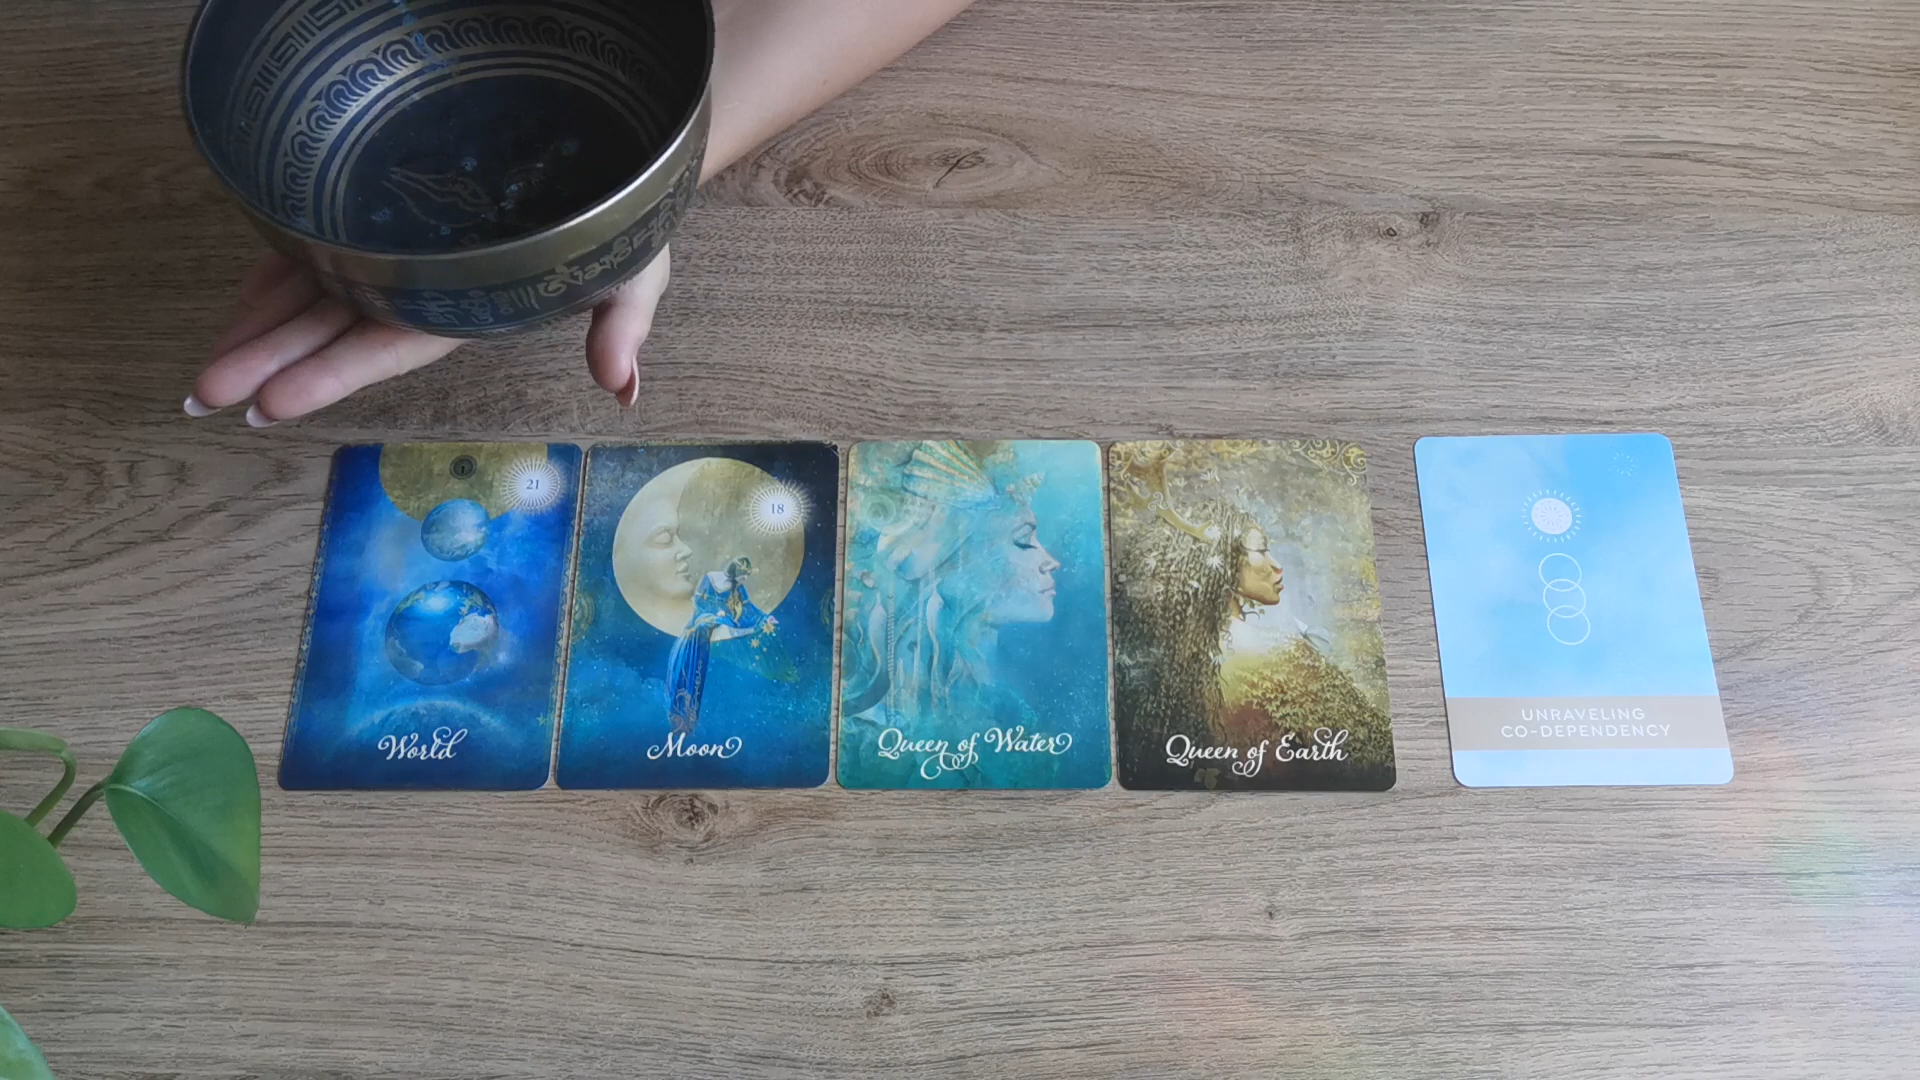 21
18
World
Moon
Queen of Water
Queen of Earth
UNRAVELING
CO-DEPENDENCY